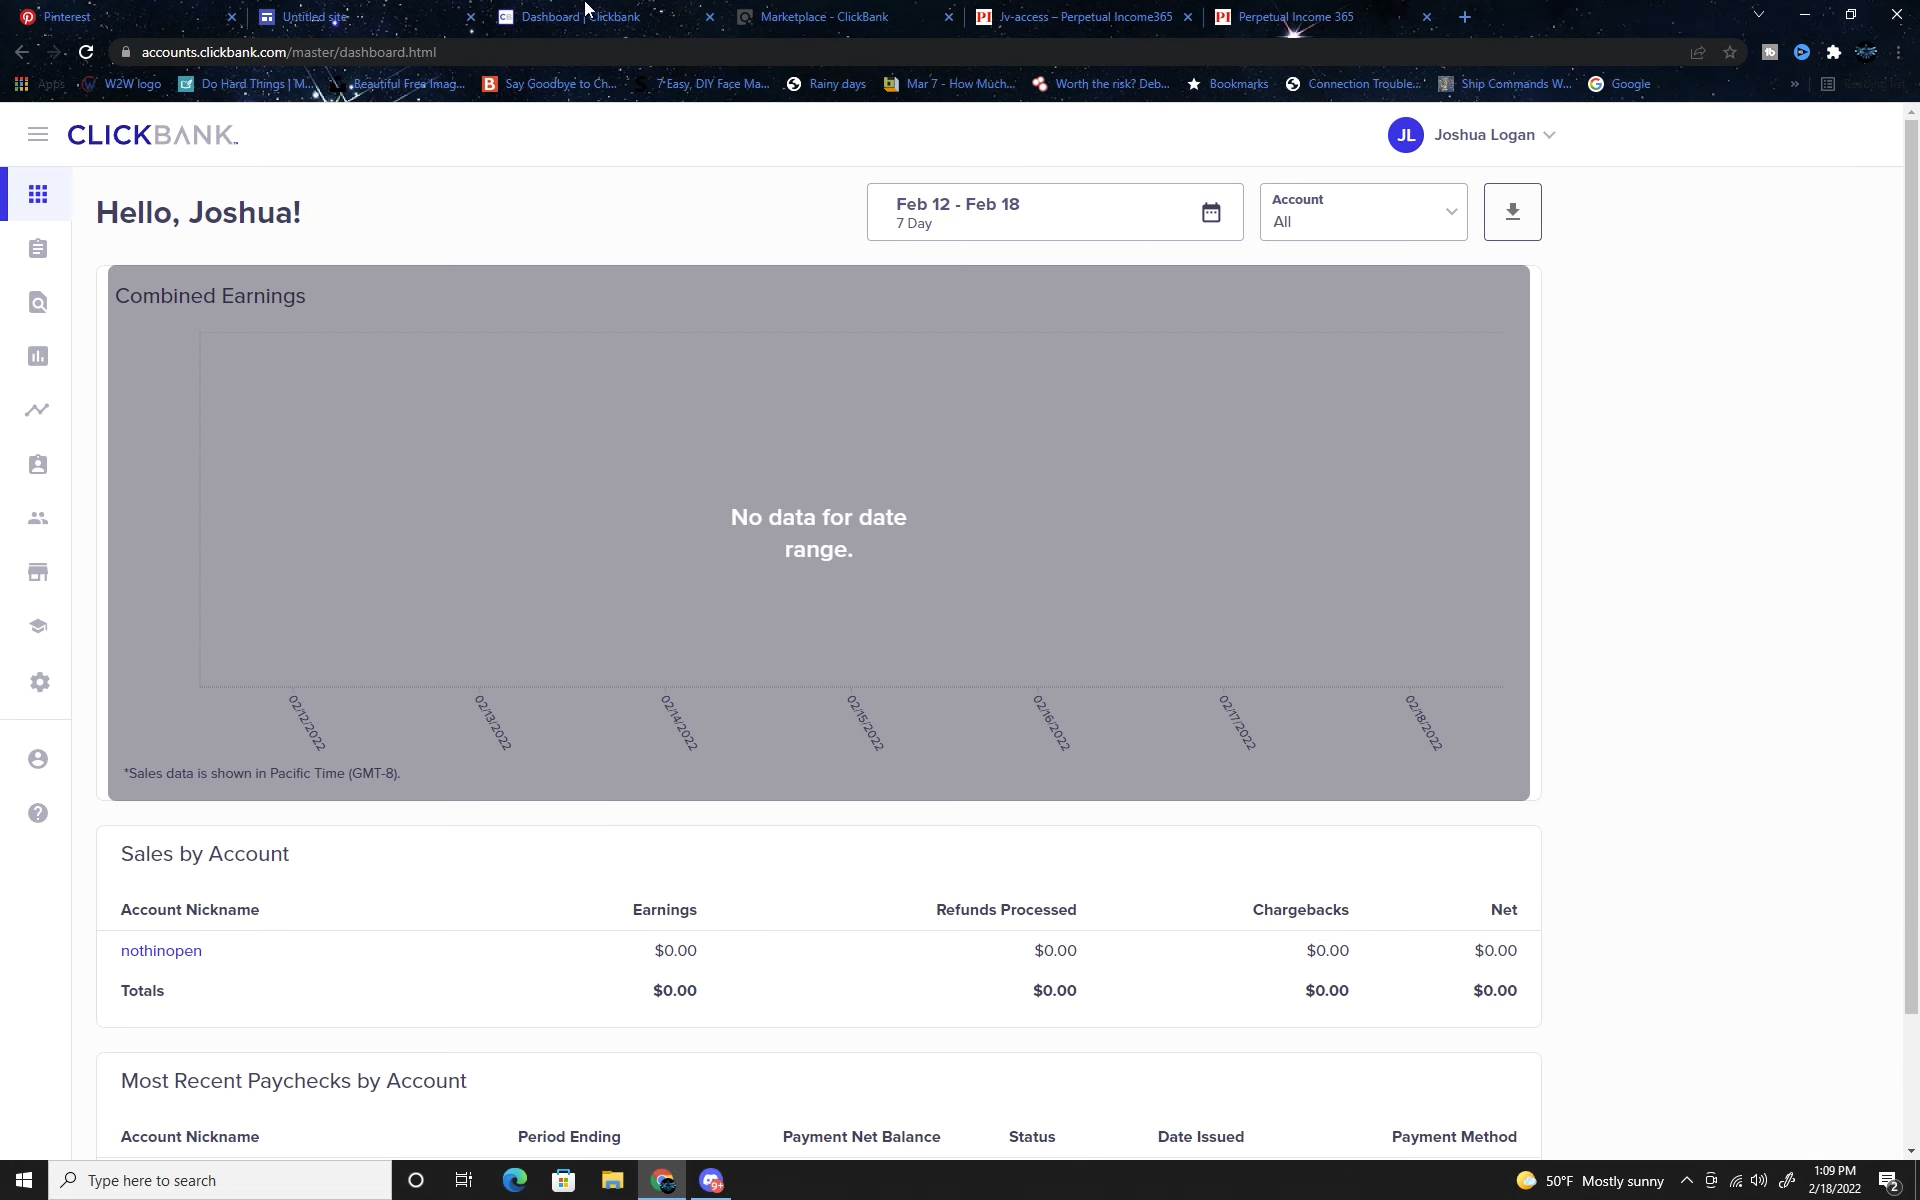 Pinterest
Untitled site
Dashboard | Clickbank
Marketplace - ClickBank
Jv-access – Perpetual Income365
Perpetual Income 365
accounts.clickbank.com/master/dashboard.html
Apps
W2W logo
Do Hard Things | M...
Beautiful Free Imag...
Say Goodbye to Ch...
7 Easy, DIY Face Ma...
Rainy days
Mar 7 - How Much...
Worth the risk? Deb...
Bookmarks
Connection Trouble...
Ship Commands W...
Google
CLICKBANK
JL Joshua Logan
Hello, Joshua!
Feb 12 - Feb 18
7 Day
Account
All
Combined Earnings
No data for date
range.
02/12/2022
02/13/2022
02/14/2022
02/15/2022
02/16/2022
02/17/2022
02/18/2022
*Sales data is shown in Pacific Time (GMT-8).
Sales by Account
Account Nickname Earnings Refunds Processed Chargebacks Net
nothinopen $0.00 $0.00 $0.00 $0.00
Totals $0.00 $0.00 $0.00 $0.00
Most Recent Paychecks by Account
Account Nickname Period Ending Payment Net Balance Status Date Issued Payment Method
Type here to search
9+
50°F Mostly sunny
1:09 PM
2/18/2022
2